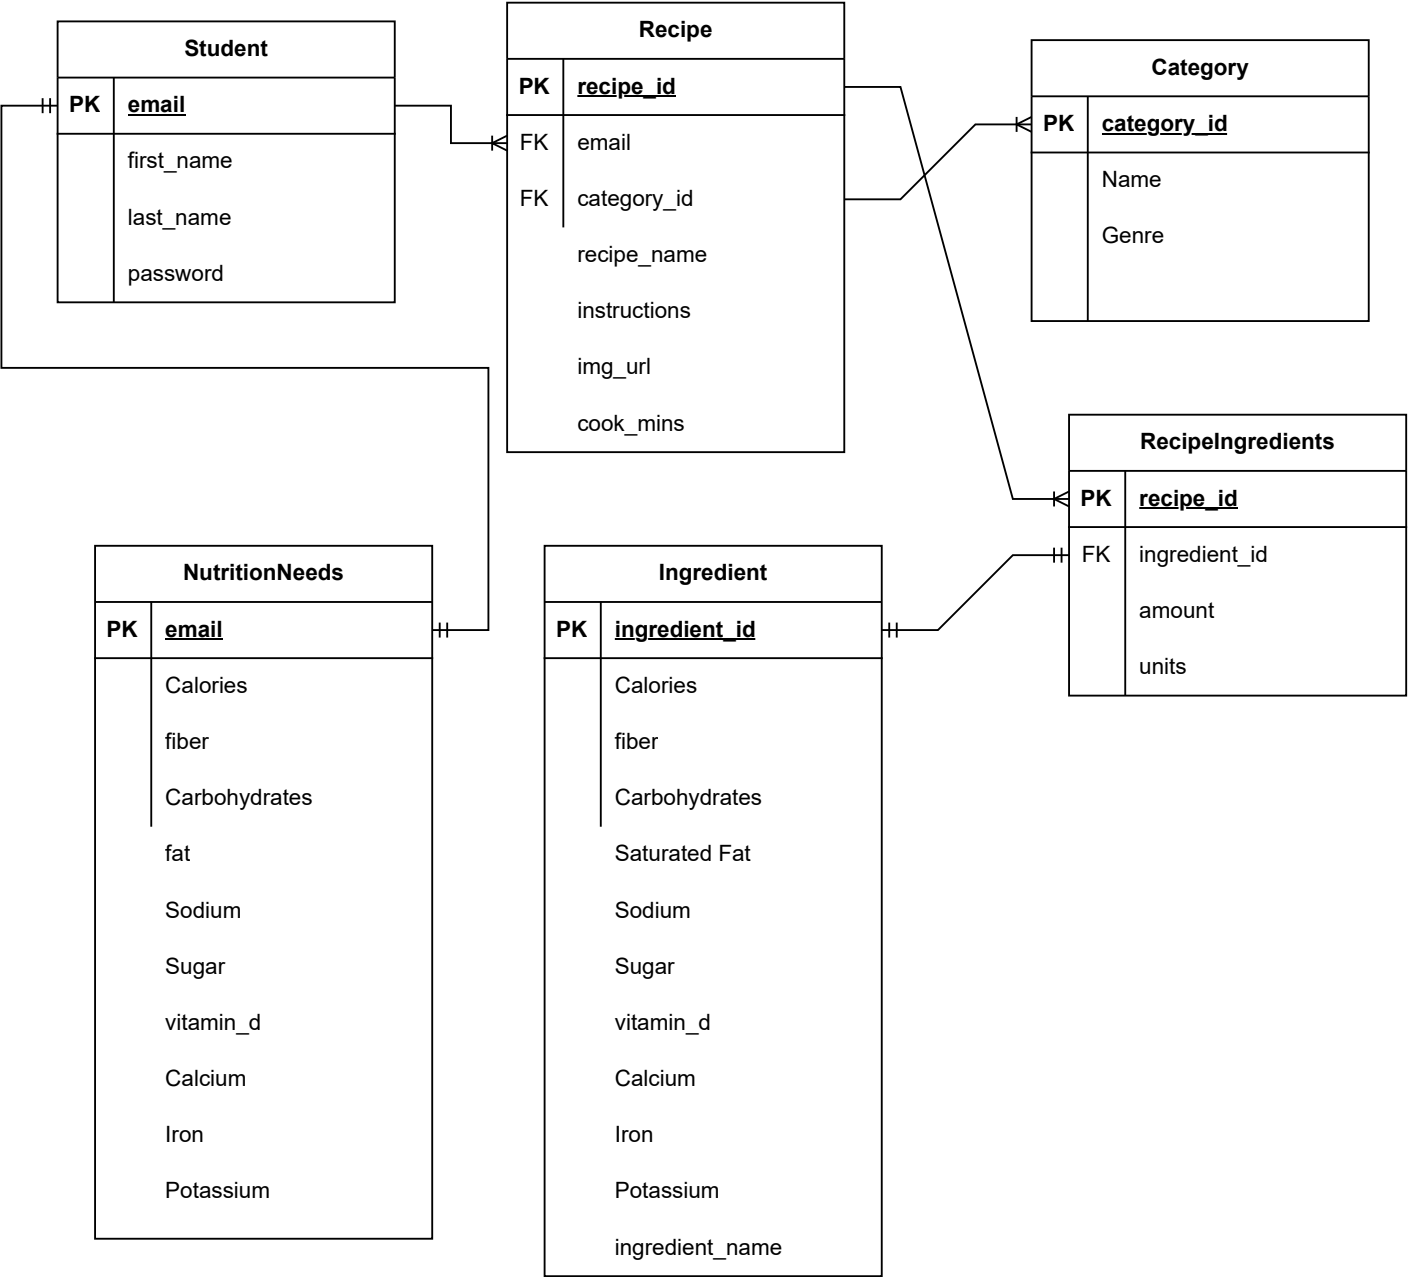 Student
PK email
first_name
last_name
password
Recipe
PK recipe_id
FK email
FK category_id
recipe_name
instructions
img_url
cook_mins
Category
PK category_id
Name
Genre
RecipeIngredients
PK recipe_id
FK ingredient_id
amount
units
NutritionNeeds
PK email
Calories
fiber
Carbohydrates
fat
Sodium
Sugar
vitamin_d
Calcium
Iron
Potassium
Ingredient
PK ingredient_id
Calories
fiber
Carbohydrates
Saturated Fat
Sodium
Sugar
vitamin_d
Calcium
Iron
Potassium
ingredient_name